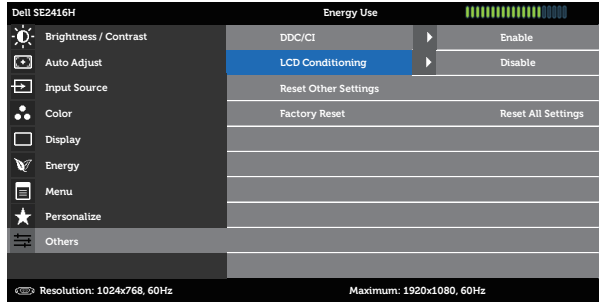 Dell SE2416H Energy Use
Brightness / Contrast DDC/CI Enable
Auto Adjust LCD Conditioning Disable
Input Source Reset Other Settings
Color Factory Reset Reset All Settings
Display
Energy
Menu
Personalize
Others
Resolution: 1024x768, 60Hz Maximum: 1920x1080, 60Hz